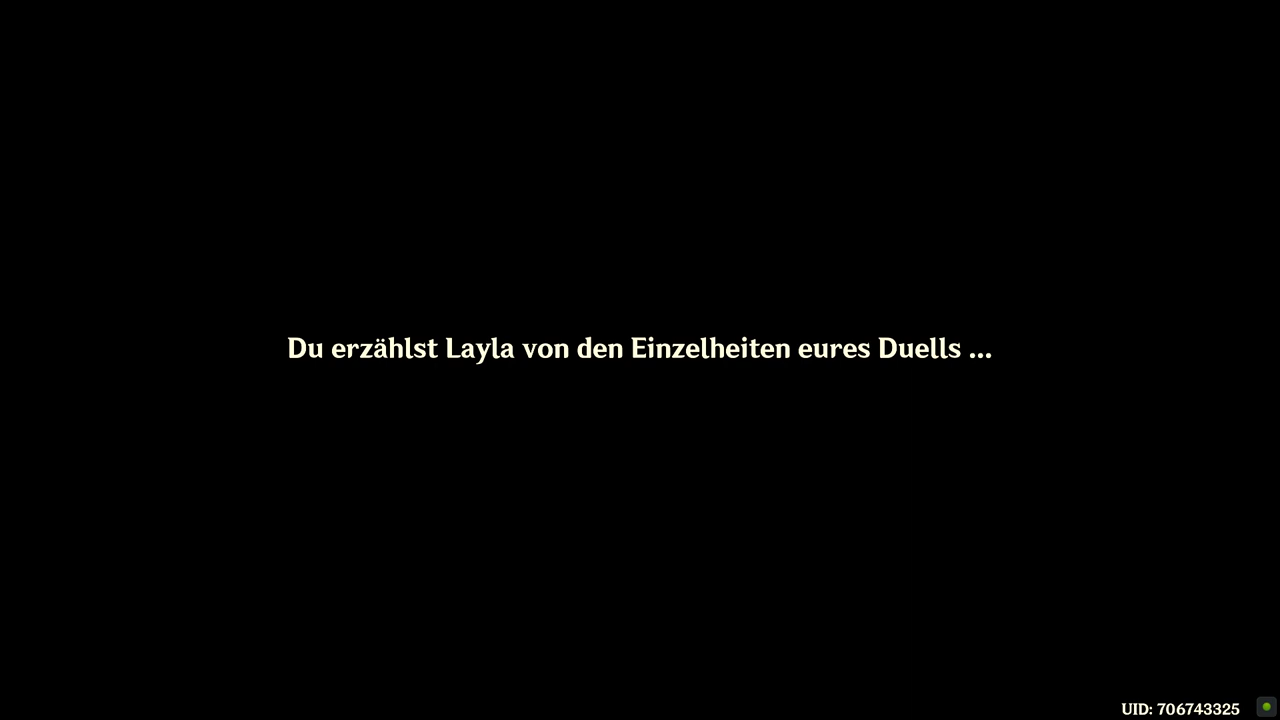 Du erzählst Layla von den Einzelheiten eures Duells ...
UID: 706743325